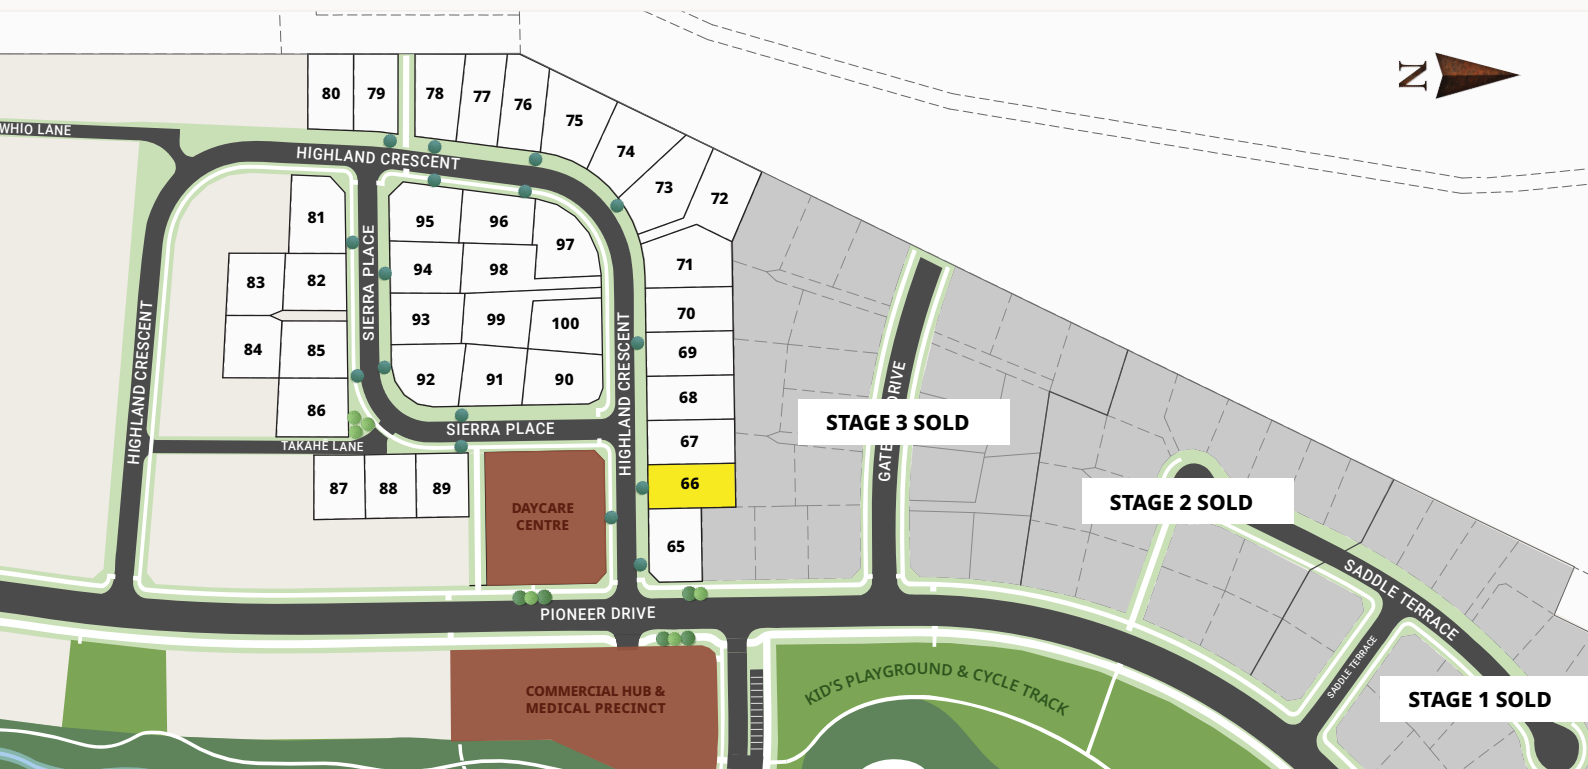 N
80
79
78
77
76
75
74
73
72
WHIO LANE
HIGHLAND CRESCENT
81
95
96
97
SIERRA PLACE
83
82
94
98
71
93
99
100
70
84
85
69
92
91
90
86
68
HIGHLAND CRESCENT
HIGHLAND CRESCENT
TAKAHE LANE
SIERRA PLACE
67
STAGE 3 SOLD
GATE DRIVE
87
88
89
66
DAYCARE
CENTRE
65
STAGE 2 SOLD
SADDLE TERRACE
PIONEER DRIVE
SADDLE TERRACE
COMMERCIAL HUB &
MEDICAL PRECINCT
KID'S PLAYGROUND & CYCLE TRACK
STAGE 1 SOLD